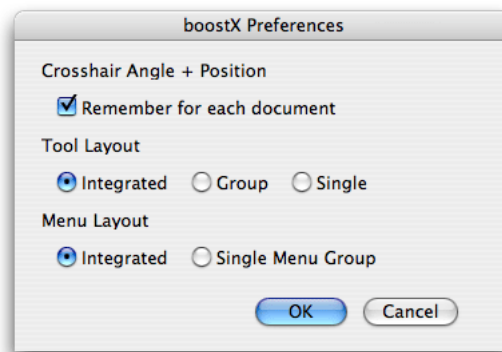 boostX Preferences
Crosshair Angle + Position
Remember for each document
Tool Layout
Integrated Group Single
Menu Layout
Integrated Single Menu Group
OK Cancel